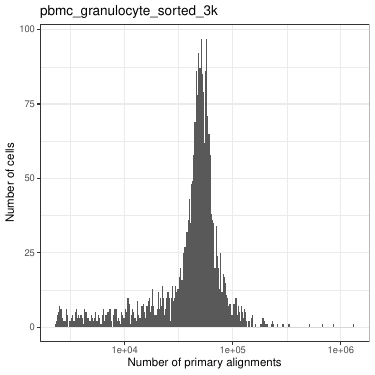 pbmc_granulocyte_sorted_3k
100
75
50
25
0
Number of cells
1e+04 1e+05 1e+06
Number of primary alignments